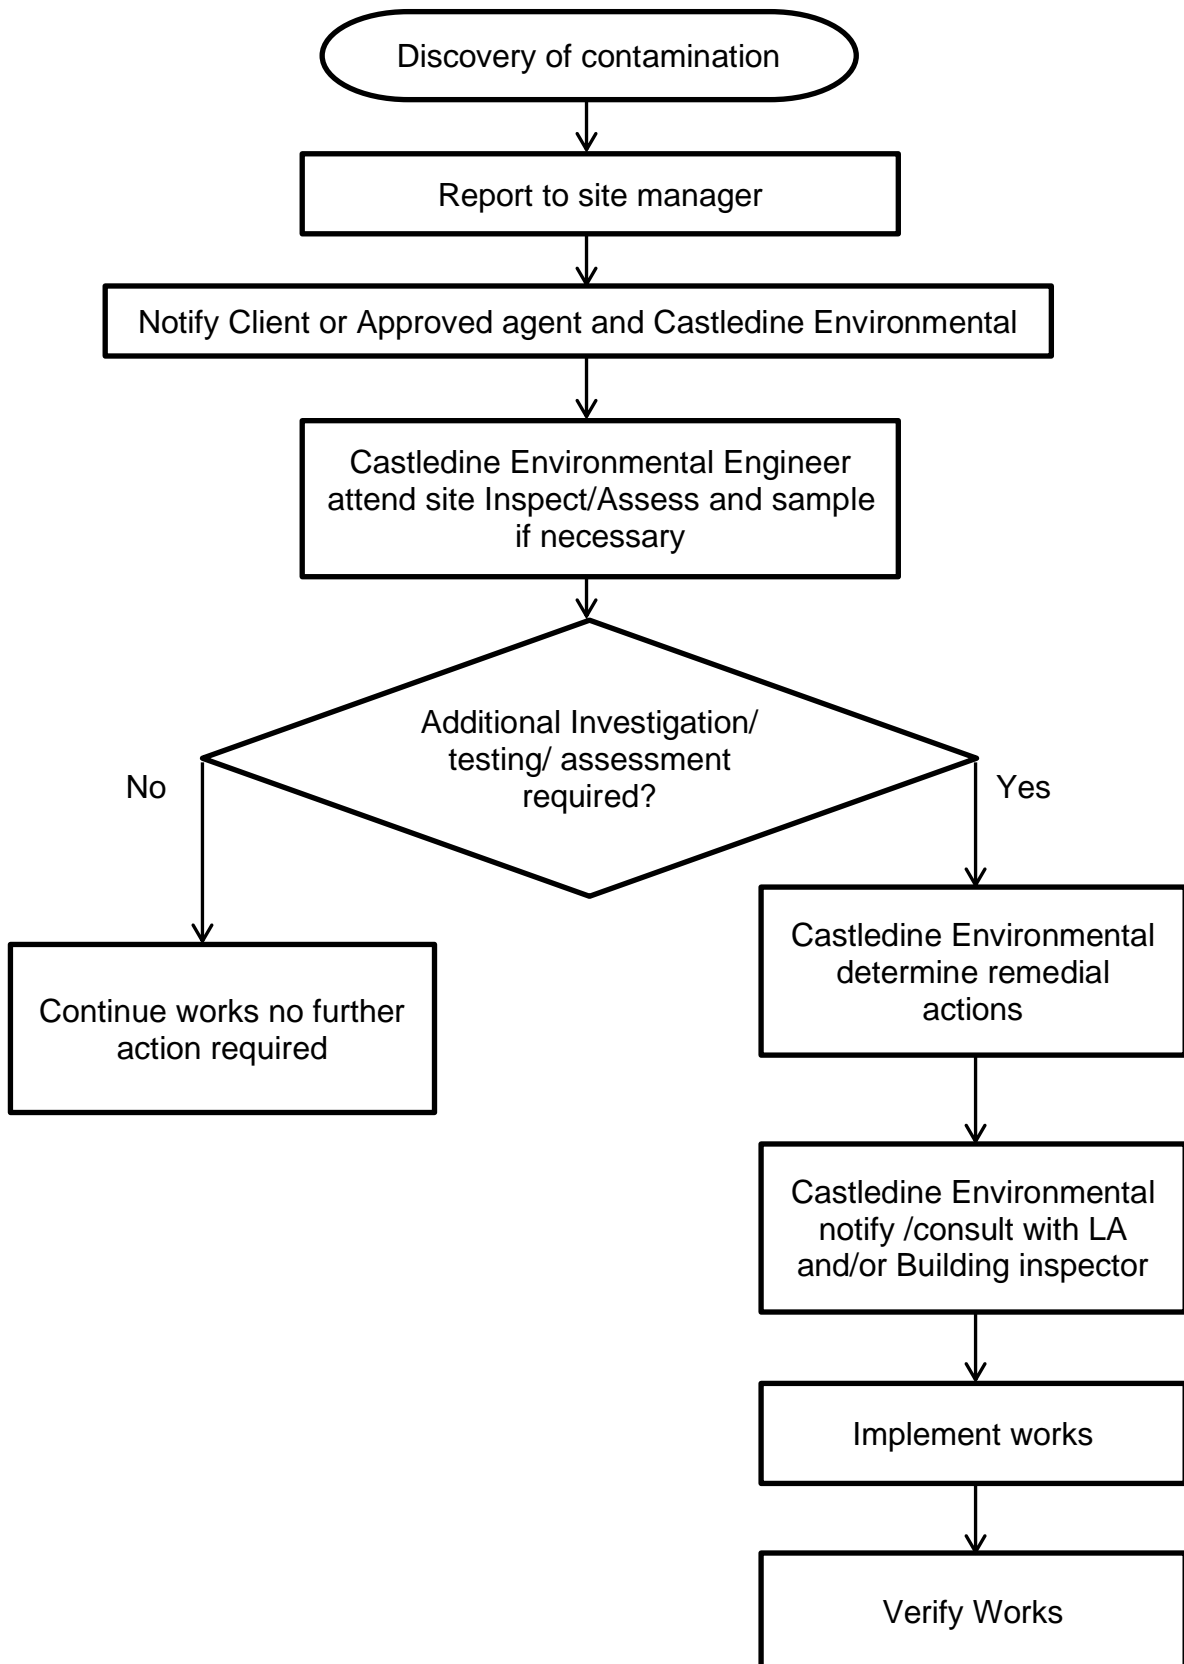 Discovery of contamination
Report to site manager
Notify Client or Approved agent and Castledine Environmental
Castledine Environmental Engineer
attend site Inspect/Assess and sample
if necessary
Additional Investigation/
testing/ assessment
required?
No
Yes
Continue works no further
action required
Castledine Environmental
determine remedial
actions
Castledine Environmental
notify /consult with LA
and/or Building inspector
Implement works
Verify Works